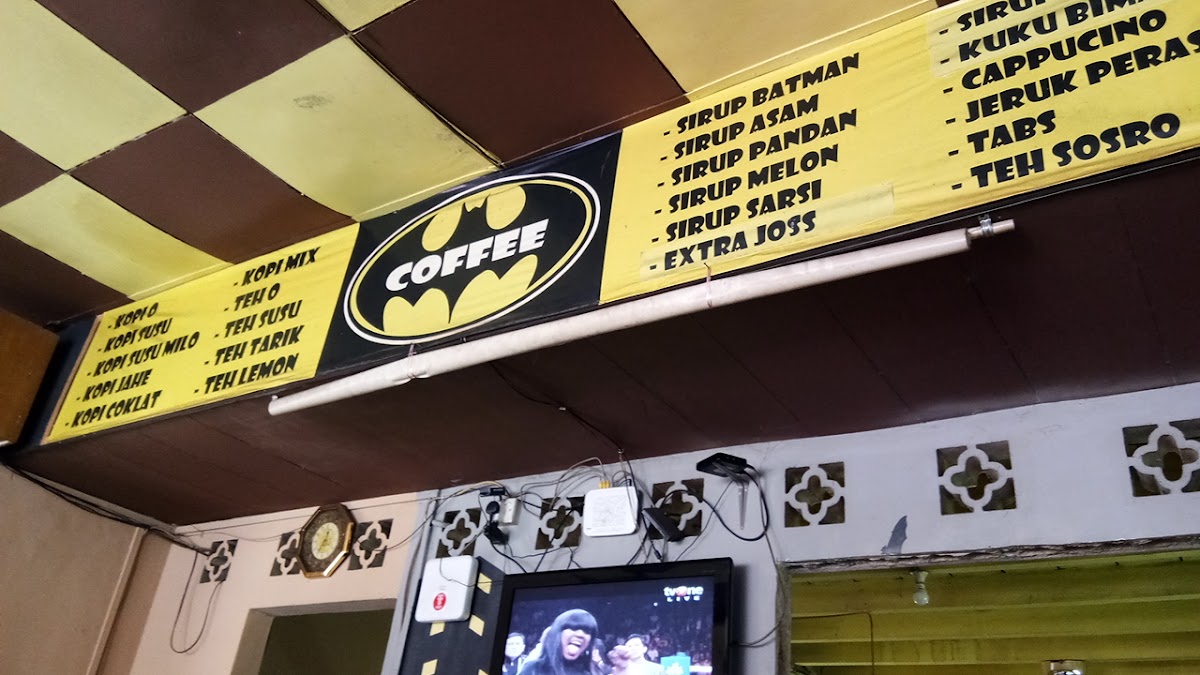 - KOPI O
- KOPI SUSU
- KOPI SUSU MILO
- KOPI JAHE
- KOPI COKLAT
- KOPI MIX
- TEH O
- TEH SUSU
- TEH TARIK
- TEH LEMON
COFFEE
- SIRUP BATMAN
- SIRUP ASAM
- SIRUP PANDAN
- SIRUP MELON
- SIRUP SARSI
- EXTRA JOSS
- SIRUP
- KUKU
- CAPPUCINO
- JERUK PERAS
- TABS
- TEH SOSRO
tvOne
LIVE